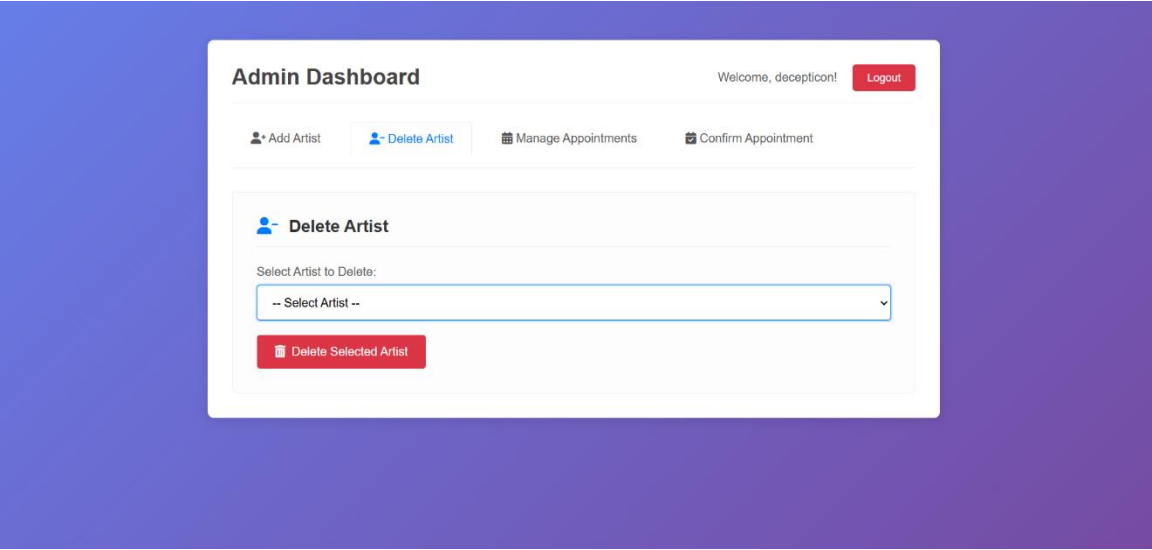 Admin Dashboard
Welcome, decepticon!
Logout
Add Artist
Delete Artist
Manage Appointments
Confirm Appointment
Delete Artist
Select Artist to Delete:
-- Select Artist --
Delete Selected Artist